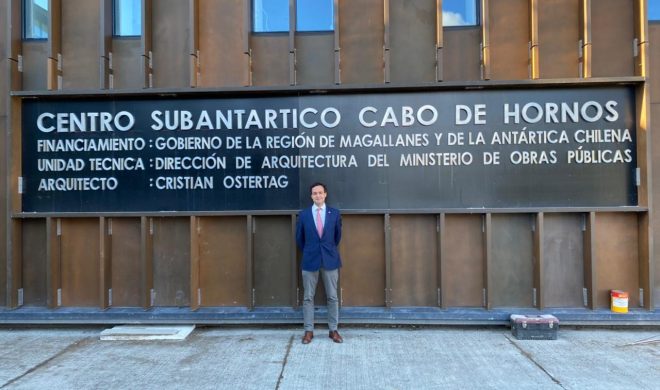 CENTRO SUBANTARTICO CABO DE HORNOS
FINANCIAMIENTO : GOBIERNO DE LA REGIÓN DE MAGALLANES Y DE LA ANTÁRTICA CHILENA
UNIDAD TECNICA : DIRECCIÓN DE ARQUITECTURA DEL MINISTERIO DE OBRAS PÚBLICAS
ARQUITECTO : CRISTIAN OSTERTAG